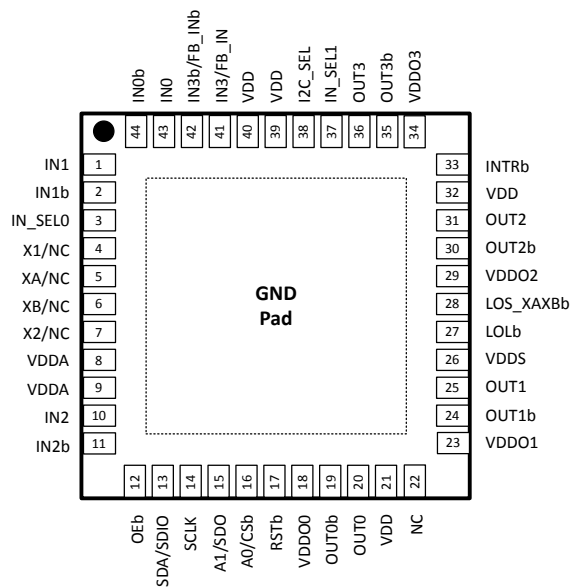 IN0b
IN0
IN3b/FB_INb
IN3/FB_IN
VDD
VDD
I2C_SEL
IN_SEL1
OUT3
OUT3b
VDDO3
44
43
42
41
40
39
38
37
36
35
34
IN1 1
IN1b 2
IN_SEL0 3
X1/NC 4
XA/NC 5
XB/NC 6
X2/NC 7
VDDA 8
VDDA 9
IN2 10
IN2b 11
GND
Pad
33 INTRb
32 VDD
31 OUT2
30 OUT2b
29 VDDO2
28 LOS_XAXBb
27 LOLb
26 VDDS
25 OUT1
24 OUT1b
23 VDDO1
12
13
14
15
16
17
18
19
20
21
22
OEb
SDA/SDIO
SCLK
A1/SDO
A0/CSb
RSTb
VDDO0
OUT0b
OUT0
VDD
NC